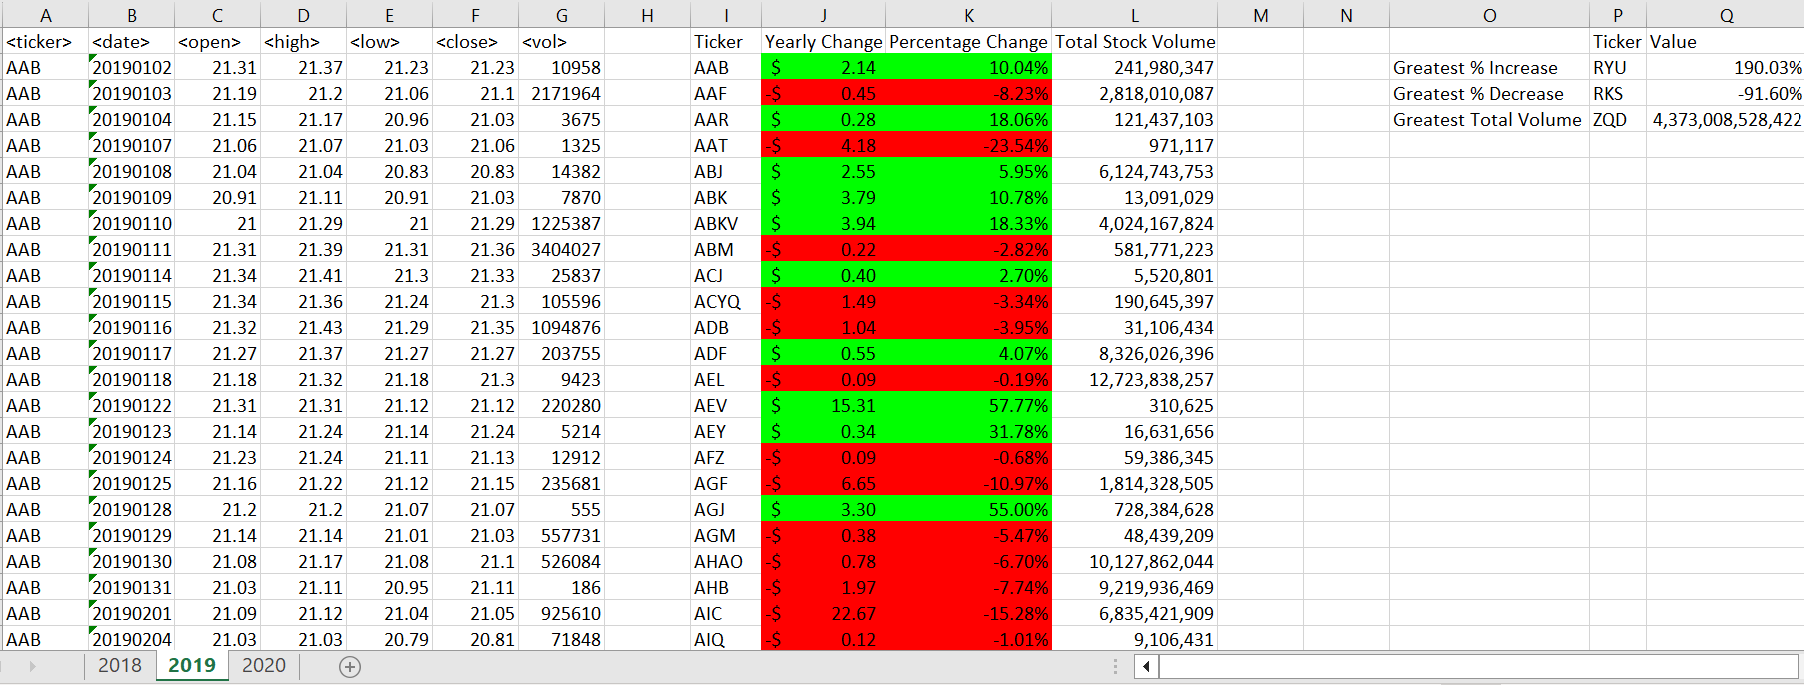 A B C D E F G H I J K L M N O P Q
<ticker> <date> <open> <high> <low> <close> <vol> Ticker Yearly Change Percentage Change Total Stock Volume Ticker Value
AAB 20190102 21.31 21.37 21.23 21.23 10958 AAB $ 2.14 10.04% 241,980,347 Greatest % Increase RYU 190.03%
AAB 20190103 21.19 21.2 21.06 21.1 2171964 AAF -$ 0.45 -8.23% 2,818,010,087 Greatest % Decrease RKS -91.60%
AAB 20190104 21.15 21.17 20.96 21.03 3675 AAR $ 0.28 18.06% 121,437,103 Greatest Total Volume ZQD 4,373,008,528,422
AAB 20190107 21.06 21.07 21.03 21.06 1325 AAT -$ 4.18 -23.54% 971,117
AAB 20190108 21.04 21.04 20.83 20.83 14382 ABJ $ 2.55 5.95% 6,124,743,753
AAB 20190109 20.91 21.11 20.91 21.03 7870 ABK $ 3.79 10.78% 13,091,029
AAB 20190110 21 21.29 21 21.29 1225387 ABKV $ 3.94 18.33% 4,024,167,824
AAB 20190111 21.31 21.39 21.31 21.36 3404027 ABM -$ 0.22 -2.82% 581,771,223
AAB 20190114 21.34 21.41 21.3 21.33 25837 ACJ $ 0.40 2.70% 5,520,801
AAB 20190115 21.34 21.36 21.24 21.3 105596 ACYQ -$ 1.49 -3.34% 190,645,397
AAB 20190116 21.32 21.43 21.29 21.35 1094876 ADB -$ 1.04 -3.95% 31,106,434
AAB 20190117 21.27 21.37 21.27 21.27 203755 ADF $ 0.55 4.07% 8,326,026,396
AAB 20190118 21.18 21.32 21.18 21.3 9423 AEL -$ 0.09 -0.19% 12,723,838,257
AAB 20190122 21.31 21.31 21.12 21.12 220280 AEV $ 15.31 57.77% 310,625
AAB 20190123 21.14 21.24 21.14 21.24 5214 AEY $ 0.34 31.78% 16,631,656
AAB 20190124 21.23 21.24 21.11 21.13 12912 AFZ -$ 0.09 -0.68% 59,386,345
AAB 20190125 21.16 21.22 21.12 21.15 235681 AGF -$ 6.65 -10.97% 1,814,328,505
AAB 20190128 21.2 21.2 21.07 21.07 555 AGJ $ 3.30 55.00% 728,384,628
AAB 20190129 21.14 21.14 21.01 21.03 557731 AGM -$ 0.38 -5.47% 48,439,209
AAB 20190130 21.08 21.17 21.08 21.1 526084 AHAO -$ 0.78 -6.70% 10,127,862,044
AAB 20190131 21.03 21.11 20.95 21.11 186 AHB -$ 1.97 -7.74% 9,219,936,469
AAB 20190201 21.09 21.12 21.04 21.05 925610 AIC -$ 22.67 -15.28% 6,835,421,909
AAB 20190204 21.03 21.03 20.79 20.81 71848 AIQ -$ 0.12 -1.01% 9,106,431
2018 2019 2020